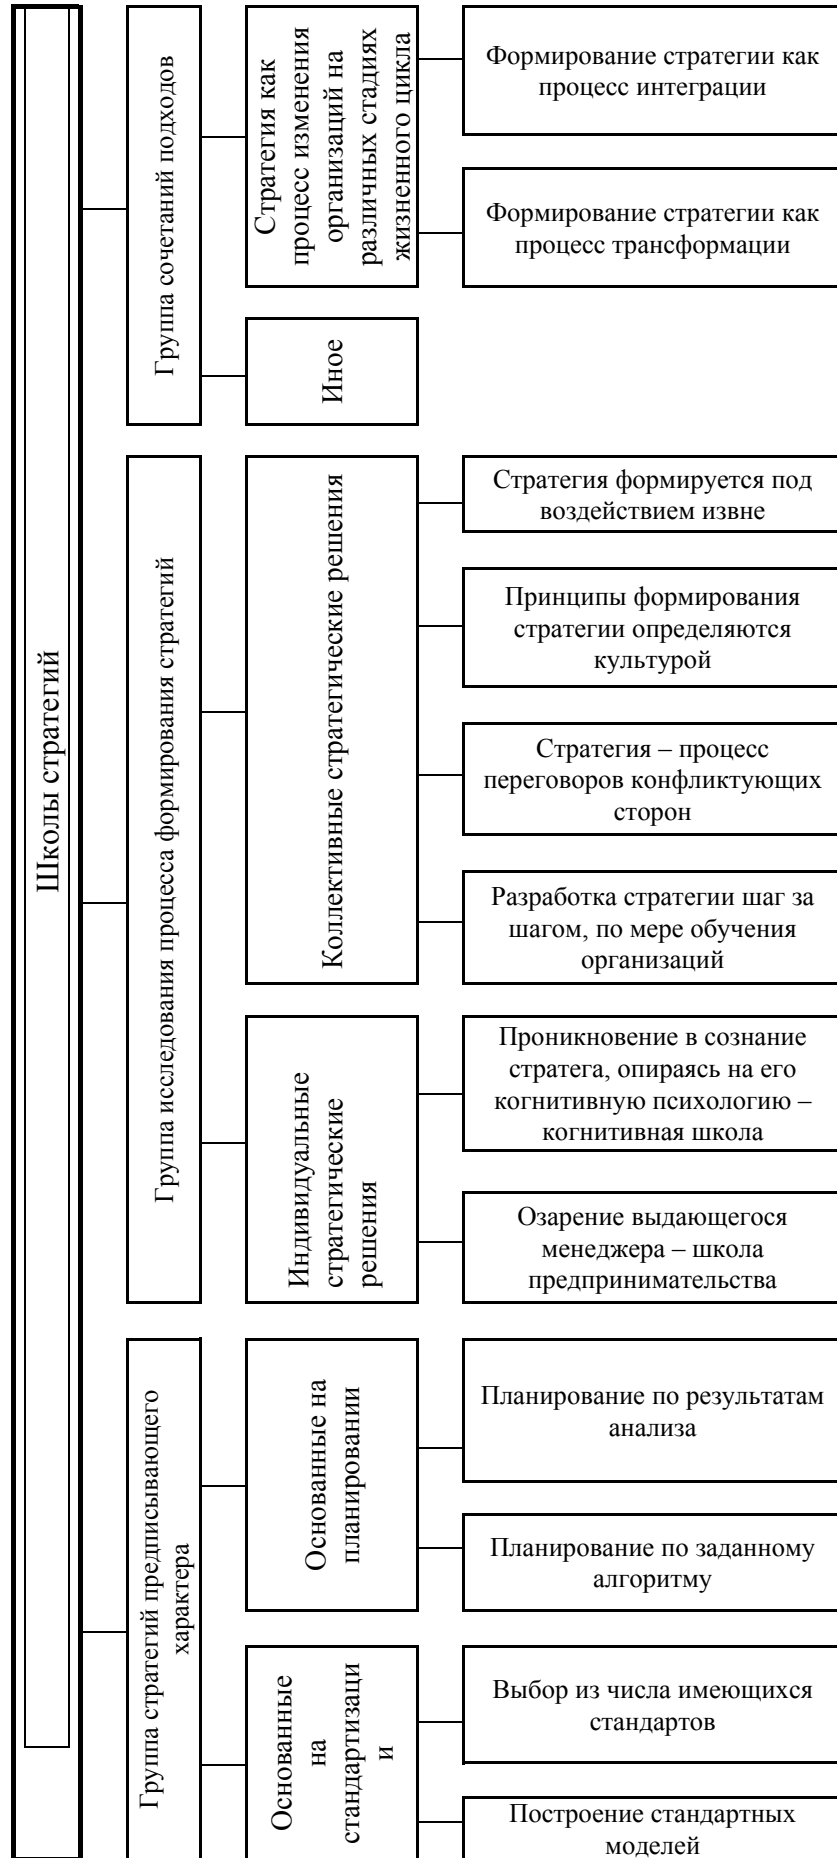 Школы стратегий
Группа сочетаний подходов
Стратегия как
процесс изменения
организаций на
различных стадиях
жизненного цикла
Формирование стратегии как
процесс интеграции
Формирование стратегии как
процесс трансформации
Иное
Группа исследования процесса формирования стратегий
Коллективные стратегические решения
Стратегия формируется под
воздействием извне
Принципы формирования
стратегии определяются
культурой
Стратегия – процесс
переговоров конфликтующих
сторон
Разработка стратегии шаг за
шагом, по мере обучения
организаций
Индивидуальные
стратегические
решения
Проникновение в сознание
стратега, опираясь на его
когнитивную психологию –
когнитивная школа
Озарение выдающегося
менеджера – школа
предпринимательства
Группа стратегий предписывающего
характера
Основанные на
планировании
Планирование по результатам
анализа
Планирование по заданному
алгоритму
Основанные
на
стандартизаци
и
Выбор из числа имеющихся
стандартов
Построение стандартных
моделей